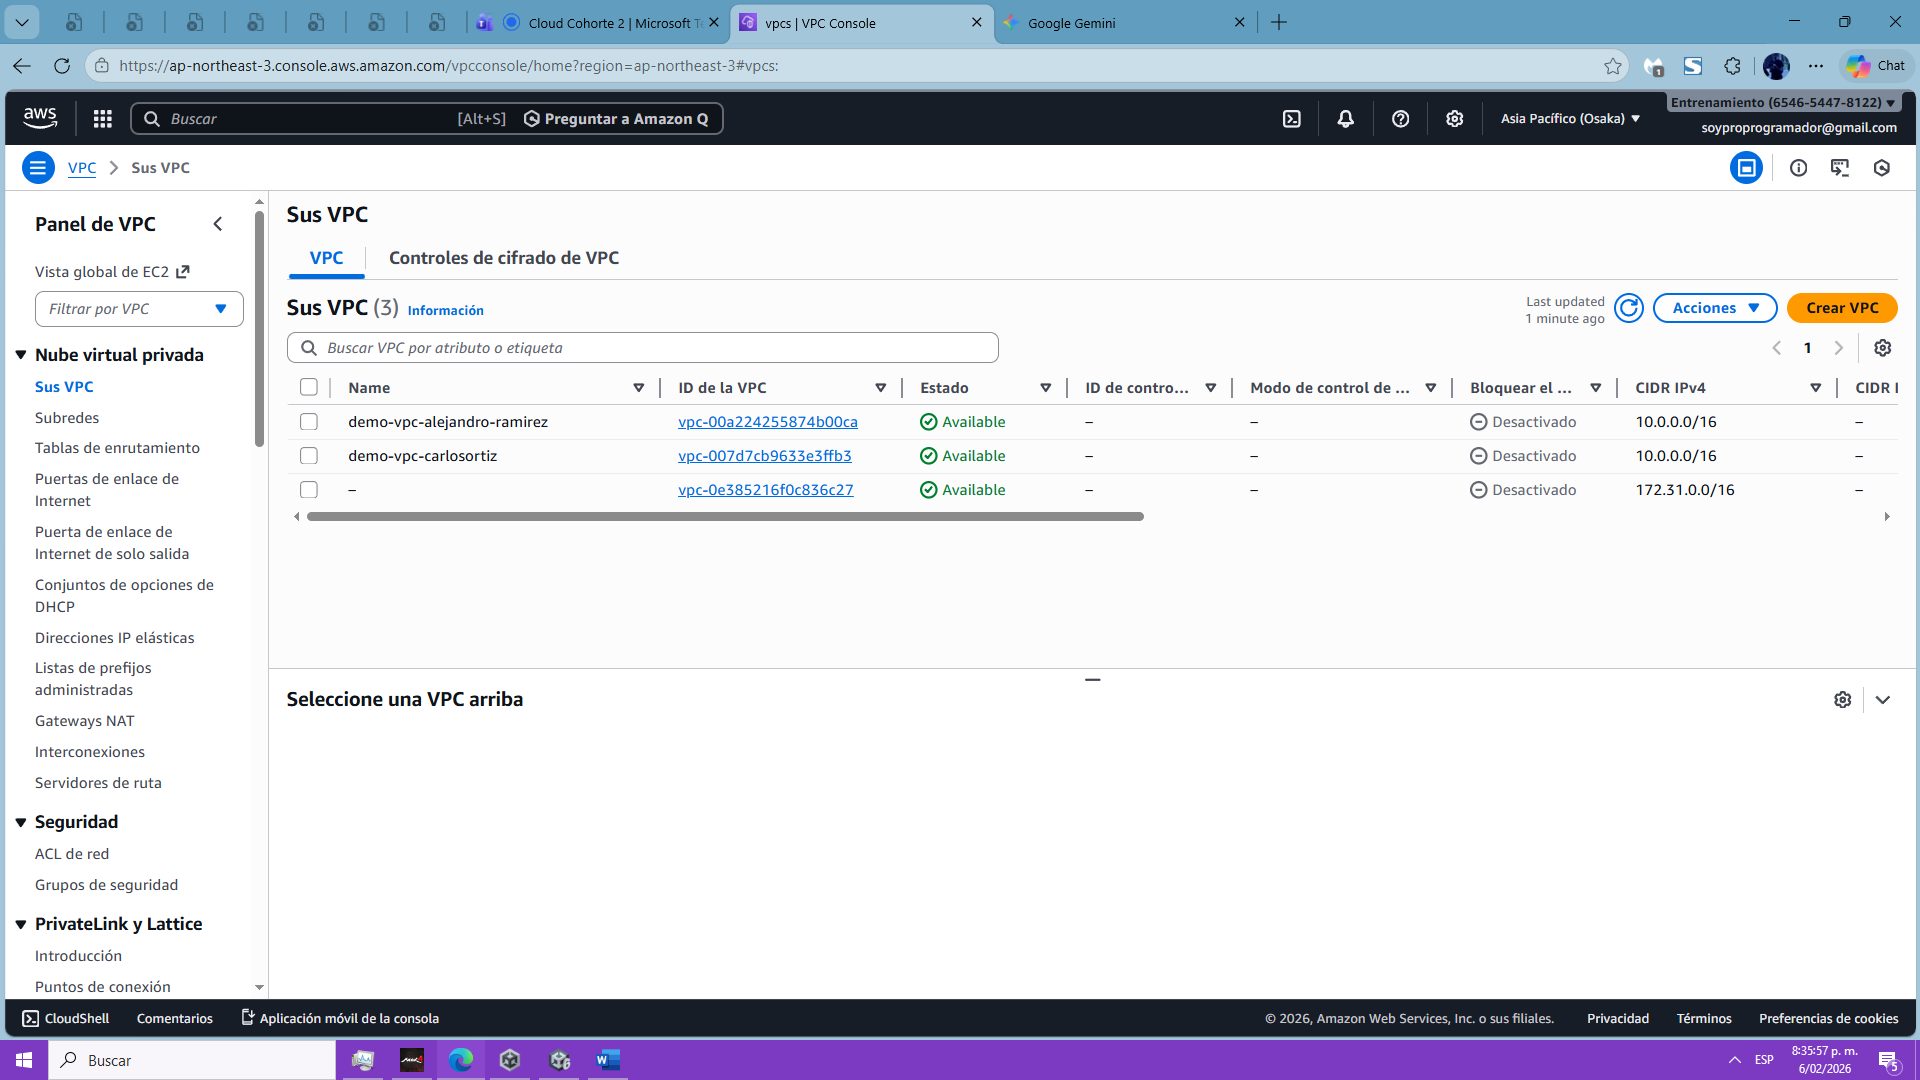 Cloud Cohorte 2 | Microsoft Te
vpcs | VPC Console
Google Gemini
https://ap-northeast-3.console.aws.amazon.com/vpcconsole/home?region=ap-northeast-3#vpcs:
1
Chat
aws
Buscar
[Alt+S]
Preguntar a Amazon Q
Asia Pacífico (Osaka)
Entrenamiento (6546-5447-8122)
soyproprogramador@gmail.com
VPC
Sus VPC
Panel de VPC
Vista global de EC2
Filtrar por VPC
Nube virtual privada
Sus VPC
Subredes
Tablas de enrutamiento
Puertas de enlace de
Internet
Puerta de enlace de
Internet de solo salida
Conjuntos de opciones de
DHCP
Direcciones IP elásticas
Listas de prefijos
administradas
Gateways NAT
Interconexiones
Servidores de ruta
Seguridad
ACL de red
Grupos de seguridad
PrivateLink y Lattice
Introducción
Puntos de conexión
Sus VPC
VPC
Controles de cifrado de VPC
Sus VPC (3) Información
Last updated
1 minute ago
Acciones
Crear VPC
Buscar VPC por atributo o etiqueta
1
Name ID de la VPC Estado ID de contro... Modo de control de ... Bloquear el ... CIDR IPv4 CIDR I
demo-vpc-alejandro-ramirez vpc-00a224255874b00ca Available – – Desactivado 10.0.0.0/16 –
demo-vpc-carlosortiz vpc-007d7cb9633e3ffb3 Available – – Desactivado 10.0.0.0/16 –
– vpc-0e385216f0c836c27 Available – – Desactivado 172.31.0.0/16 –
Seleccione una VPC arriba
CloudShell
Comentarios
Aplicación móvil de la consola
© 2026, Amazon Web Services, Inc. o sus filiales.
Privacidad
Términos
Preferencias de cookies
Buscar
ESP
8:35:57 p. m.
6/02/2026
5